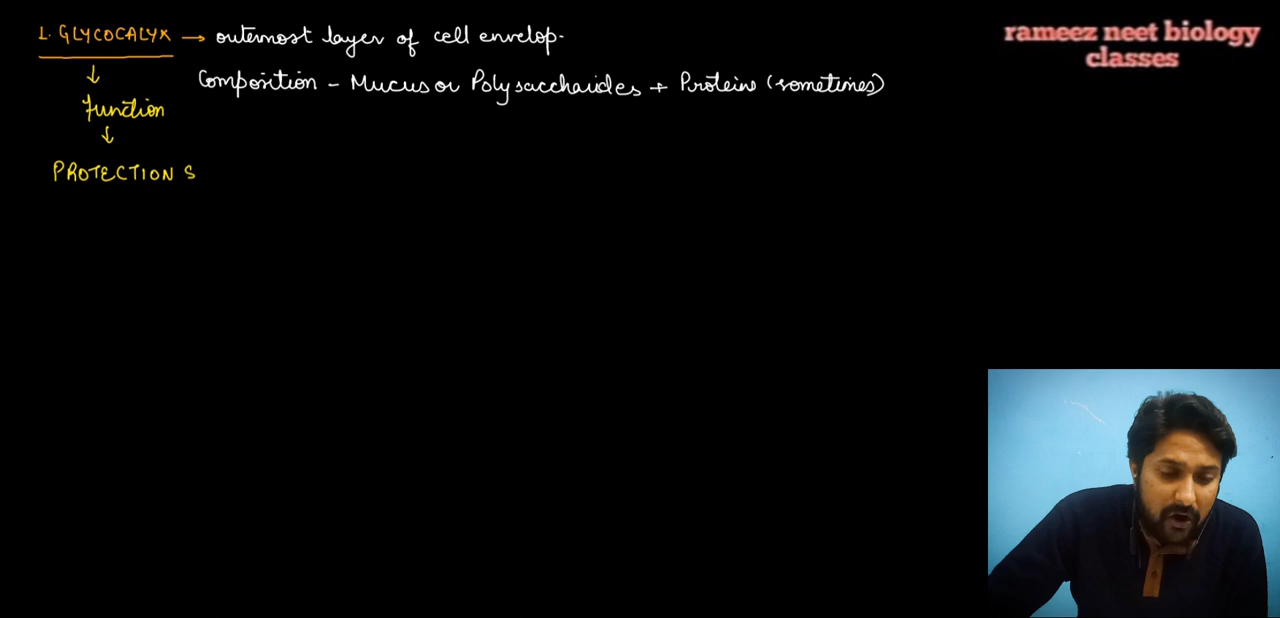 1. GLYCOCALYX → outermost layer of cell envelop.
Composition - Mucus or Polysaccharides + Proteins (sometimes)
↓
function
↓
PROTECTION S
rameez neet biology
classes